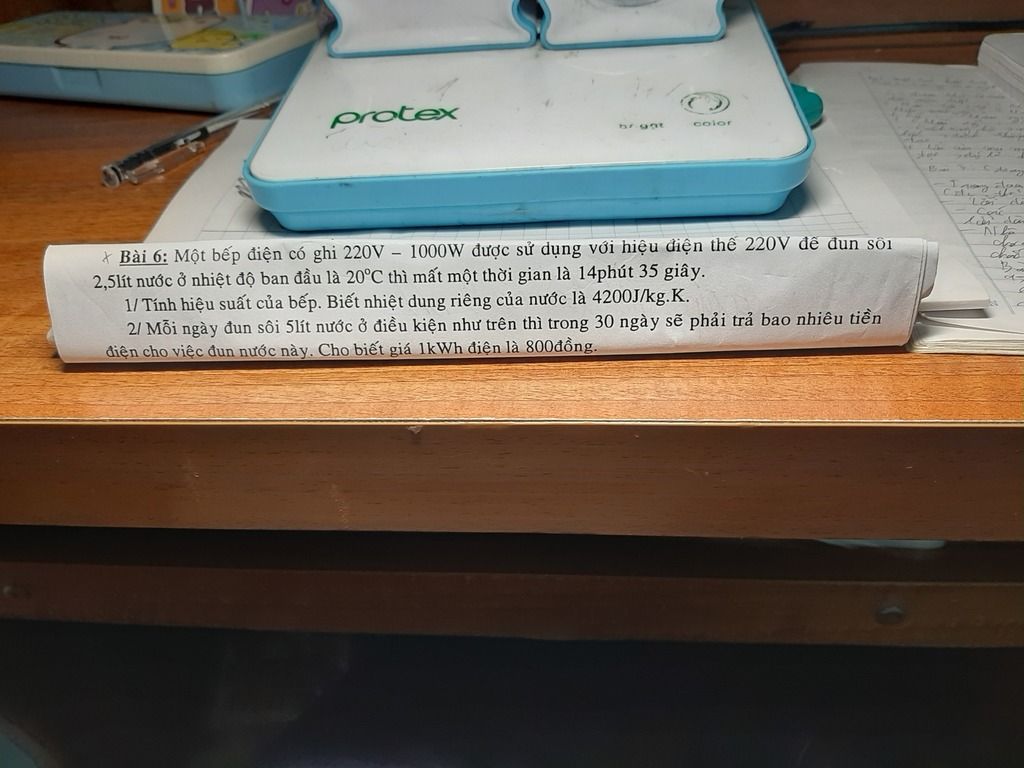 protex
color
Bài 6: Một bếp điện có ghi 220V – 1000W được sử dụng với hiệu điện thế 220V để đun sôi
2,5lít nước ở nhiệt độ ban đầu là 20°C thì mất một thời gian là 14phút 35 giây.
1/ Tính hiệu suất của bếp. Biết nhiệt dung riêng của nước là 4200J/kg.K.
2/ Mỗi ngày đun sôi 5lít nước ở điều kiện như trên thì trong 30 ngày sẽ phải trả bao nhiêu tiền
điện cho việc đun nước này. Cho biết giá 1kWh điện là 800đồng.